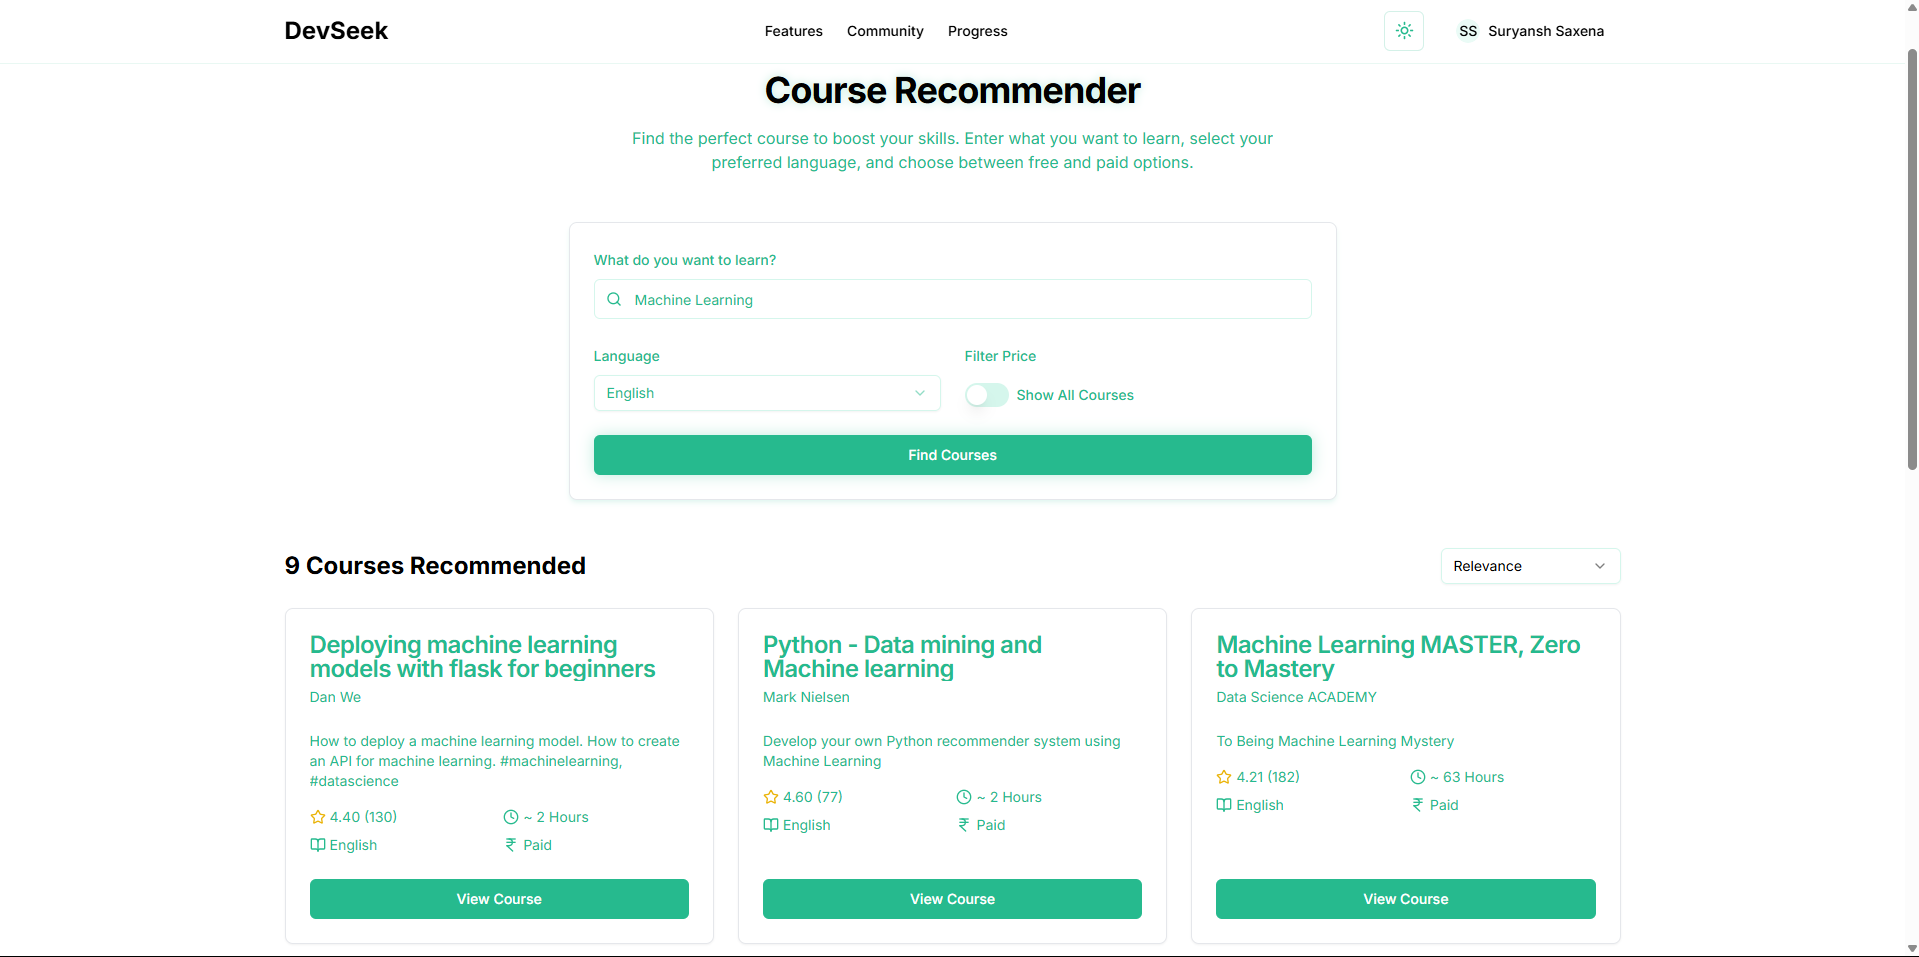 DevSeek
Features
Community
Progress
SS
Suryansh Saxena
Course Recommender
Find the perfect course to boost your skills. Enter what you want to learn, select your
preferred language, and choose between free and paid options.
What do you want to learn?
Machine Learning
Language
Filter Price
English
Show All Courses
Find Courses
9 Courses Recommended
Relevance
Deploying machine learning
models with flask for beginners
Dan We
How to deploy a machine learning model. How to create
an API for machine learning. #machinelearning,
#datascience
4.40 (130)
~ 2 Hours
English
₹ Paid
View Course
Python - Data mining and
Machine learning
Mark Nielsen
Develop your own Python recommender system using
Machine Learning
4.60 (77)
~ 2 Hours
English
₹ Paid
View Course
Machine Learning MASTER, Zero
to Mastery
Data Science ACADEMY
To Being Machine Learning Mystery
4.21 (182)
~ 63 Hours
English
₹ Paid
View Course